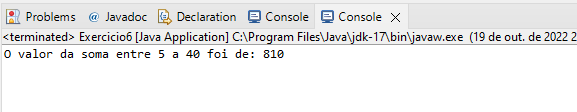 Problems Javadoc Declaration Console Console
<terminated> Exercicio6 [Java Application] C:\Program Files\Java\jdk-17\bin\javaw.exe (19 de out. de 2022 2
O valor da soma entre 5 a 40 foi de: 810